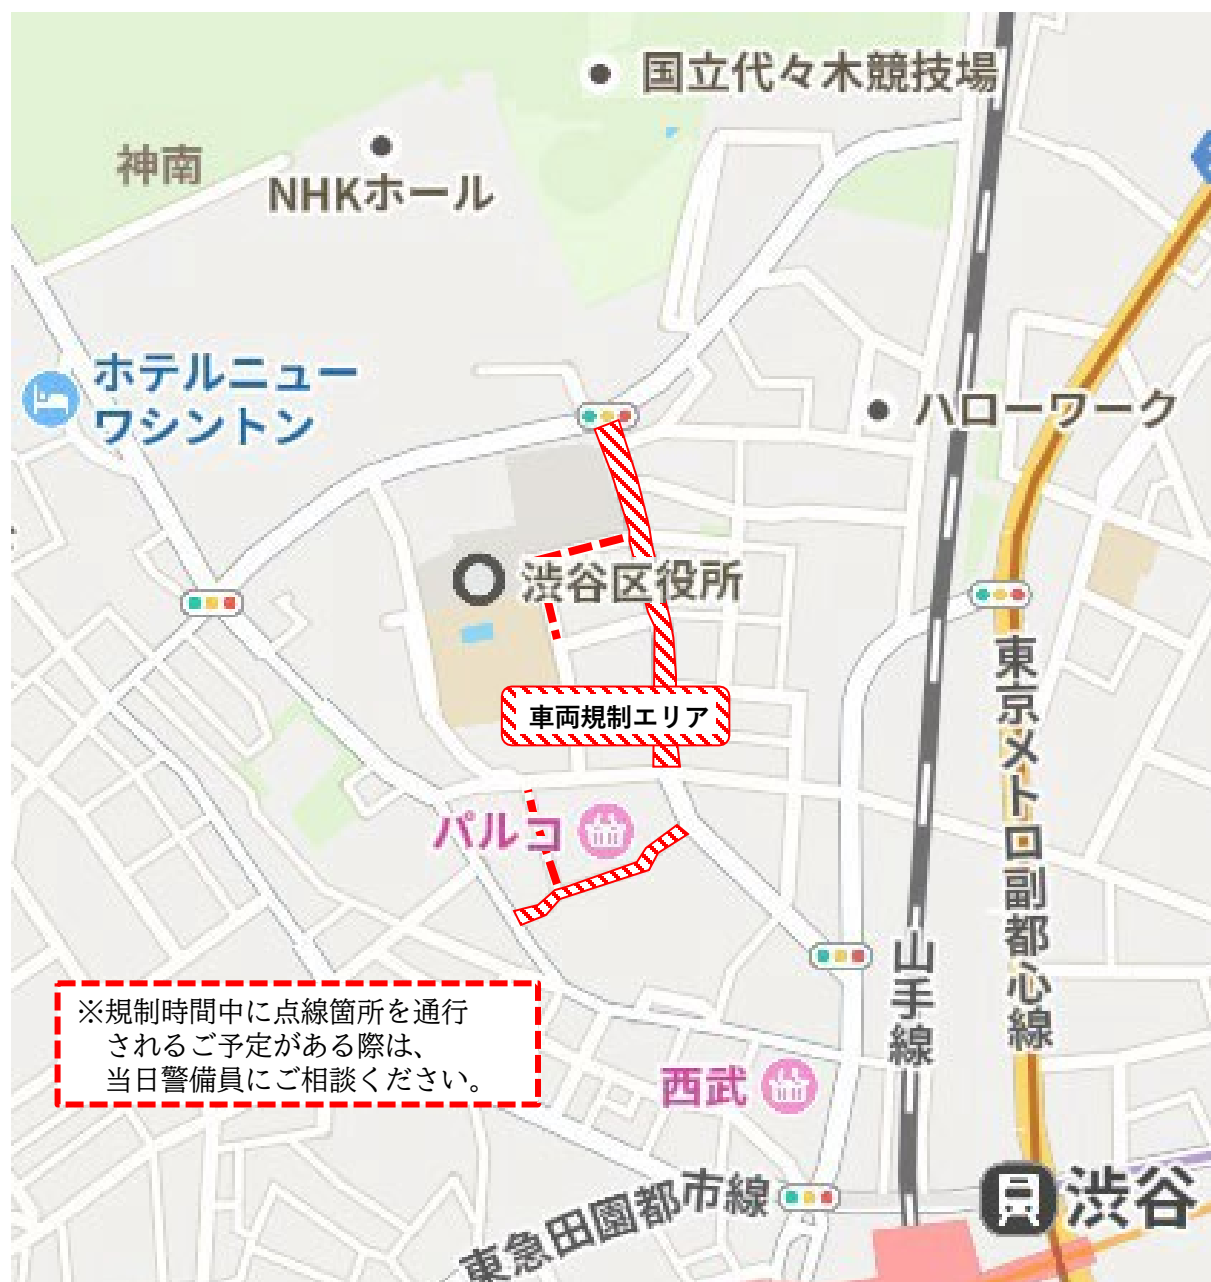 国立代々木競技場
神南
NHKホール
ホテルニュー
ワシントン
ハローワーク
渋谷区役所
車両規制エリア
東京メトロ副都心線
パルコ
山手線
※規制時間中に点線箇所を通行
されるご予定がある際は、
当日警備員にご相談ください。
西武
渋谷
東急田園都市線